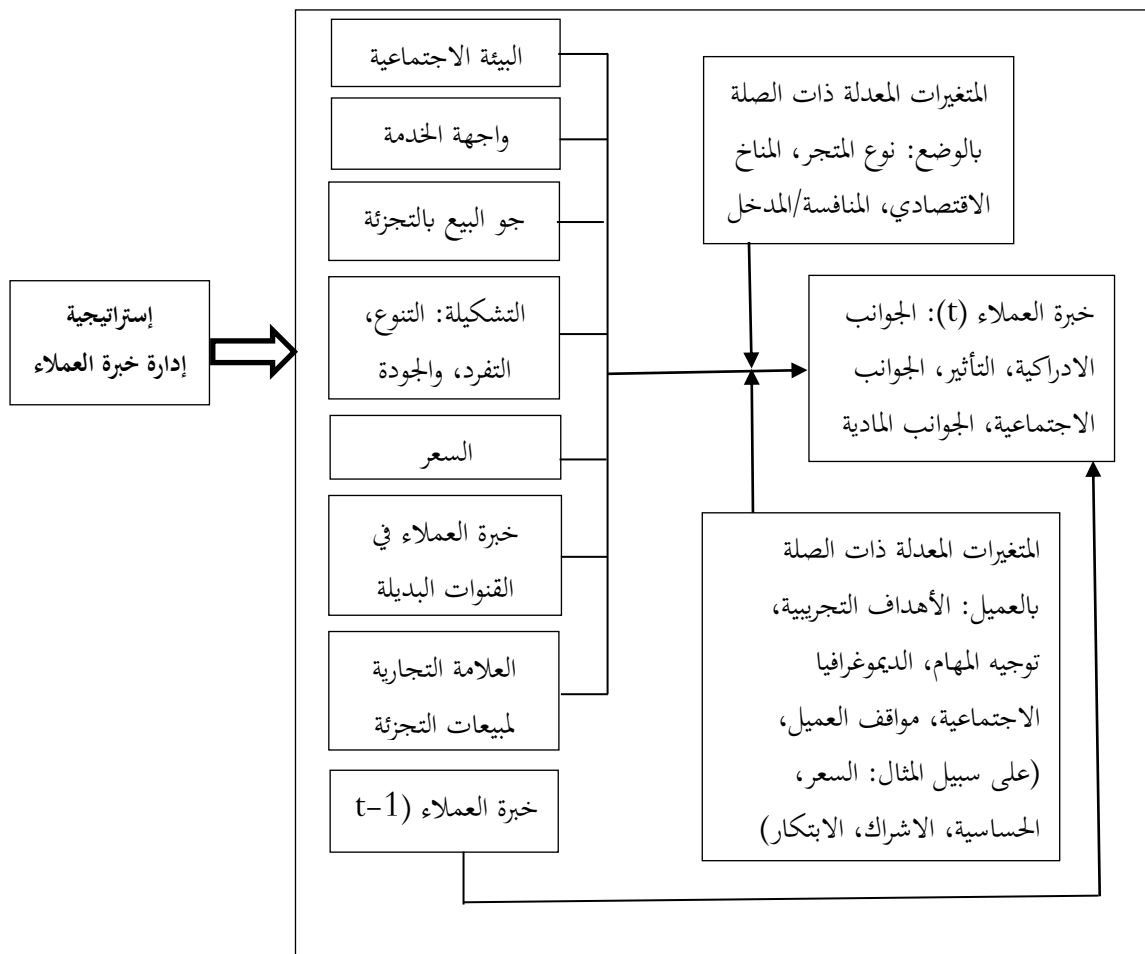 البيئة الاجتماعية
واجهة الخدمة
جو البيع بالتجزئة
التشكيلة: التنوع،
التفرد، والجودة
السعر
خبرة العملاء في
القنوات البديلة
العلامة التجارية
لمبيعات التجزئة
خبرة العملاء (t-1
إستراتيجية
إدارة خبرة العملاء
المتغيرات المعدلة ذات الصلة
بالوضع: نوع المتجر، المناخ
الاقتصادي، المنافسة/المدخل
خبرة العملاء (t): الجوانب
الادراكية، التأثير، الجوانب
الاجتماعية، الجوانب المادية
المتغيرات المعدلة ذات الصلة
بالعميل: الأهداف التجريبية،
توجيه المهام، الديموغرافيا
الاجتماعية، مواقف العميل،
(على سبيل المثال: السعر،
الحساسية، الاشراك، الابتكار)